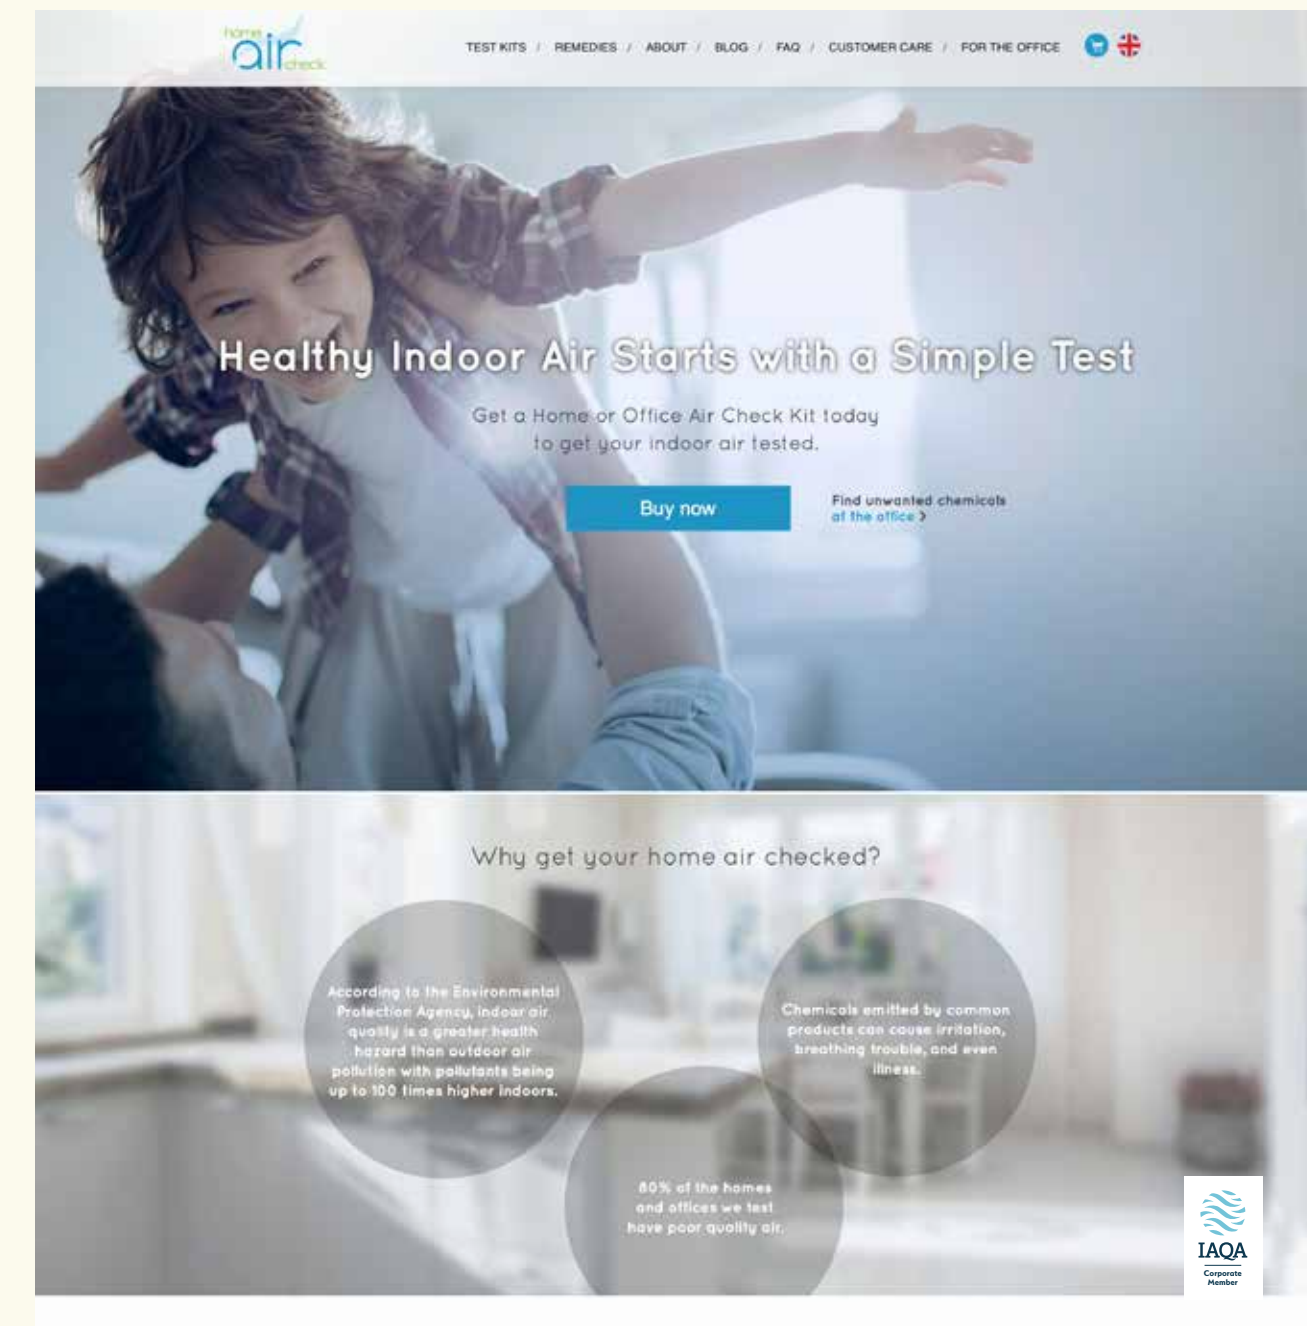 home
air
check
TEST KITS / REMEDIES / ABOUT / BLOG / FAQ / CUSTOMER CARE / FOR THE OFFICE
Healthy Indoor Air Starts with a Simple Test
Get a Home or Office Air Check Kit today
to get your indoor air tested.
Buy now
Find unwanted chemicals
at the office >
Why get your home air checked?
According to the Environmental
Protection Agency, indoor air
quality is a greater health
hazard than outdoor air
pollution with pollutants being
up to 100 times higher indoors.
Chemicals emitted by common
products can cause irritation,
breathing trouble, and even
illness.
80% of the homes
and offices we test
have poor quality air.
IAQA
Corporate
Member